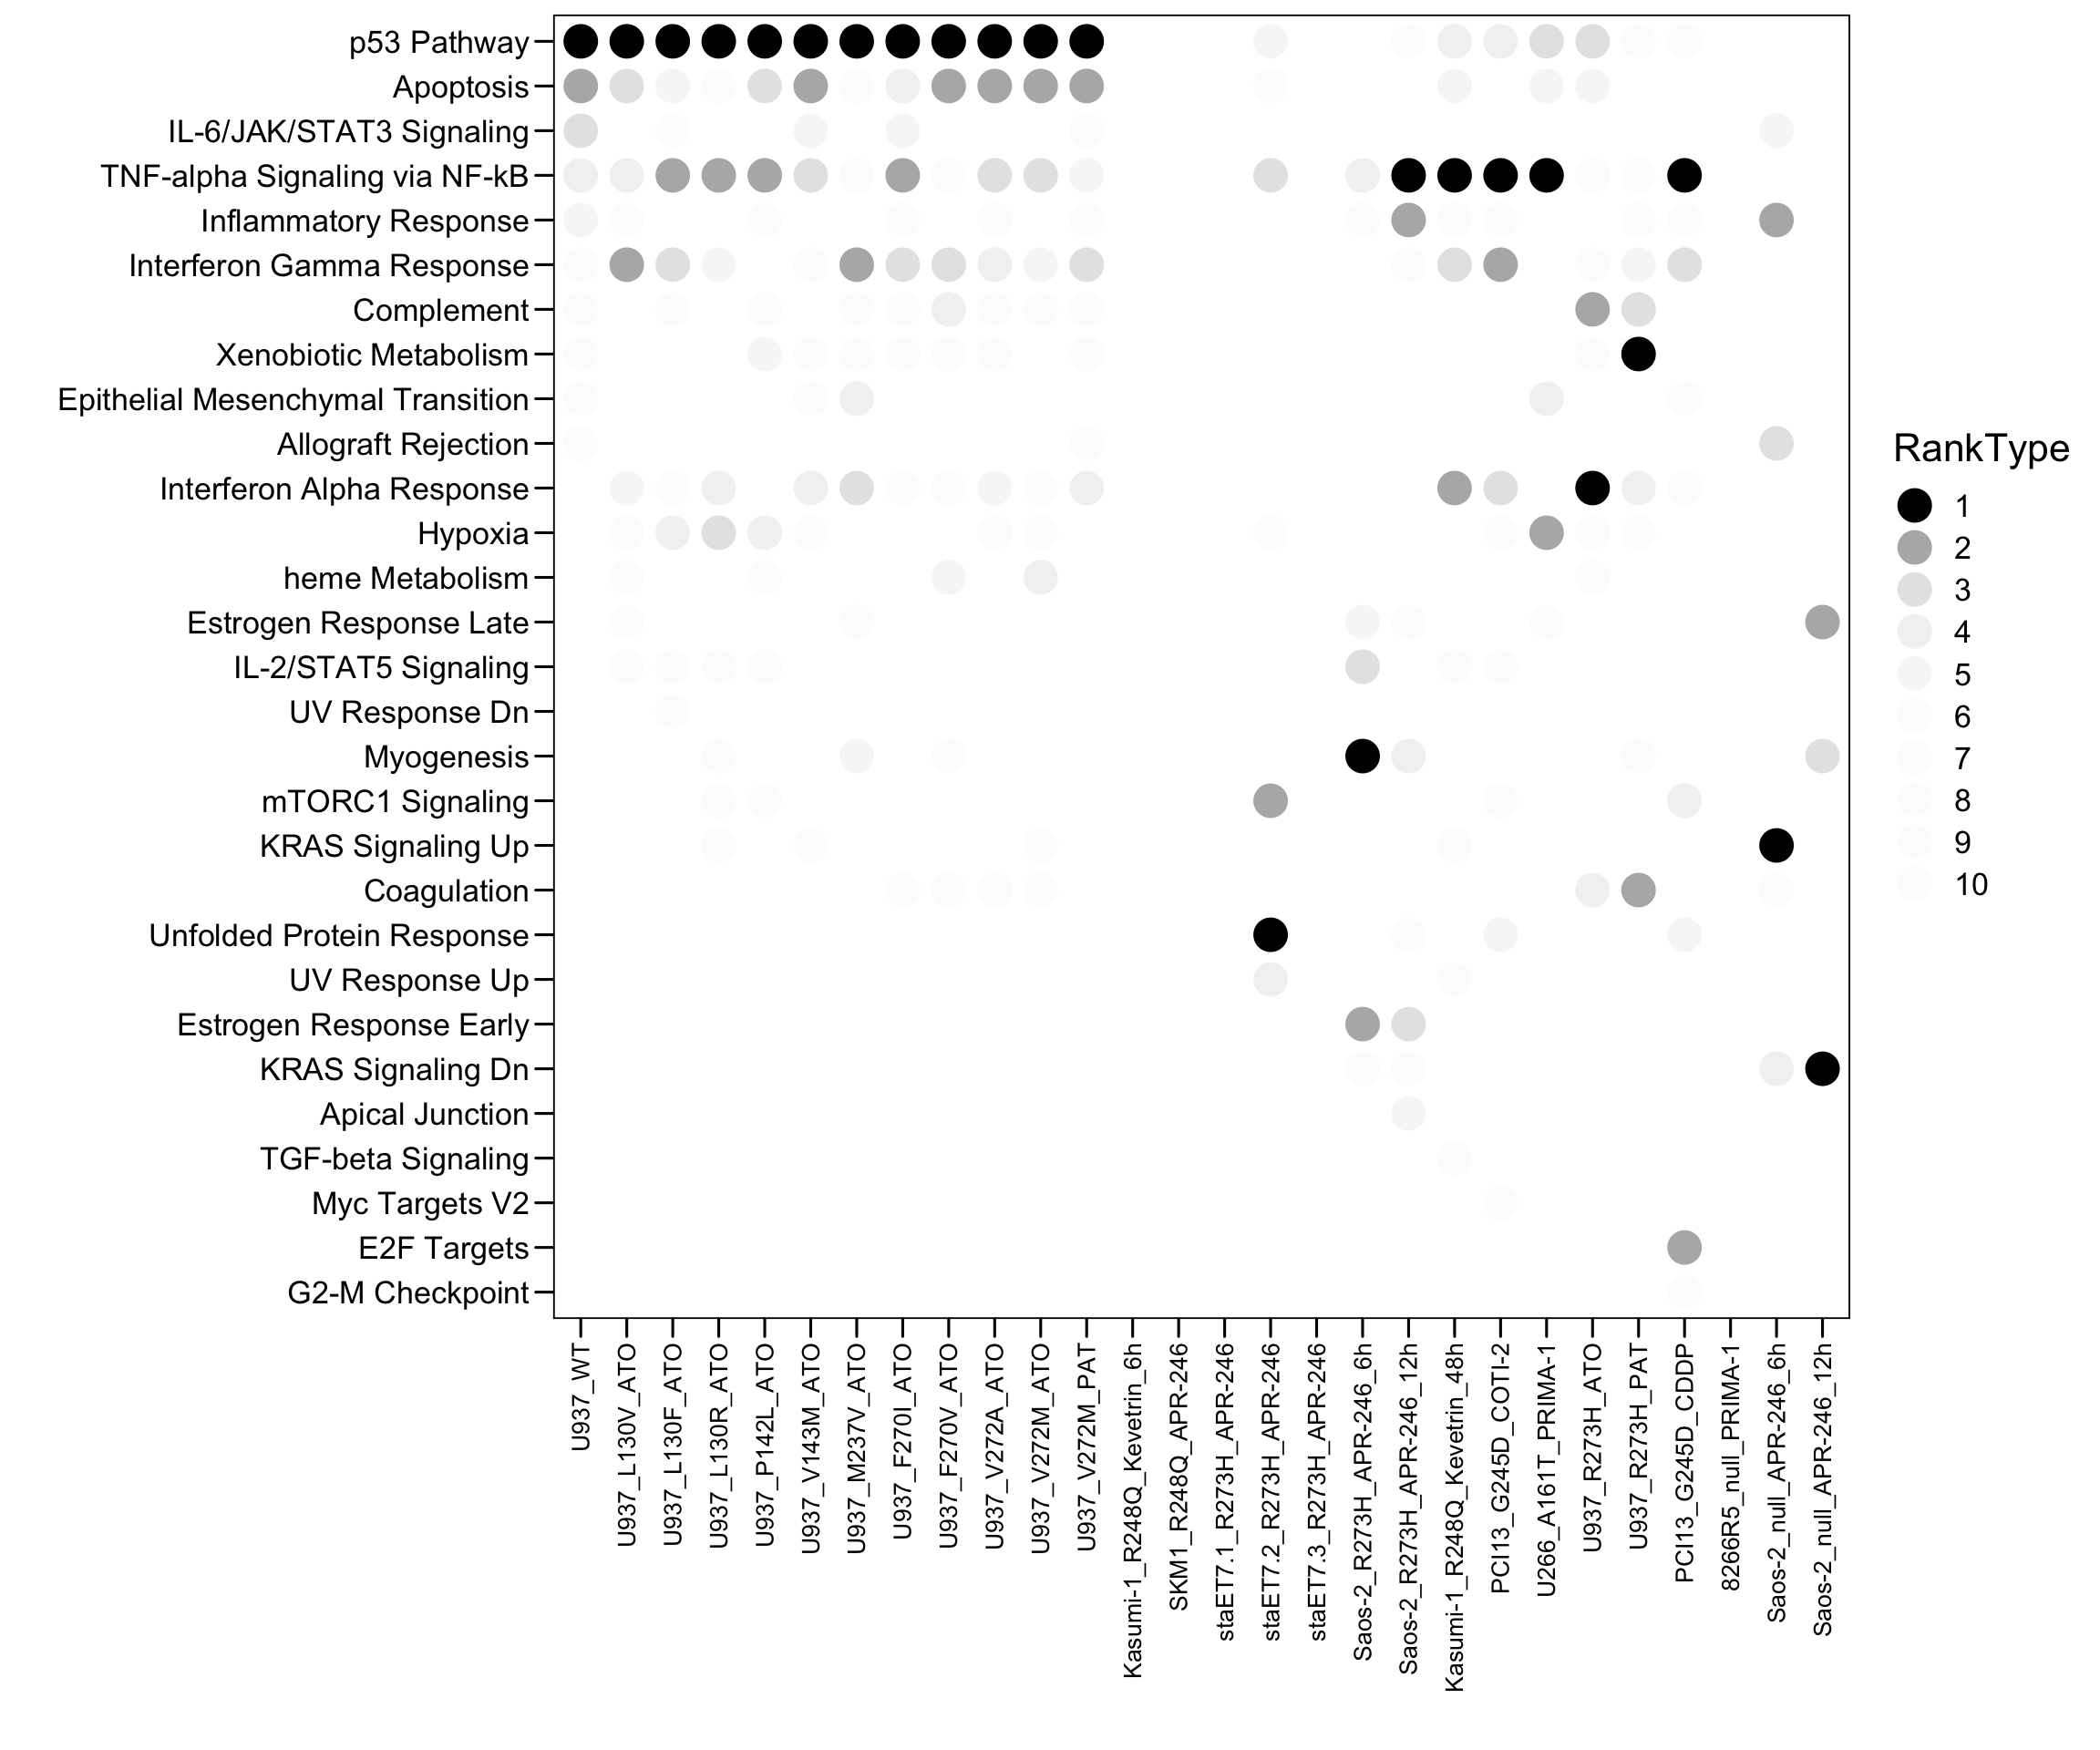 p53 Pathway
Apoptosis
IL-6/JAK/STAT3 Signaling
TNF-alpha Signaling via NF-kB
Inflammatory Response
Interferon Gamma Response
Complement
Xenobiotic Metabolism
Epithelial Mesenchymal Transition
Allograft Rejection
Interferon Alpha Response
Hypoxia
heme Metabolism
Estrogen Response Late
IL-2/STAT5 Signaling
UV Response Dn
Myogenesis
mTORC1 Signaling
KRAS Signaling Up
Coagulation
Unfolded Protein Response
UV Response Up
Estrogen Response Early
KRAS Signaling Dn
Apical Junction
TGF-beta Signaling
Myc Targets V2
E2F Targets
G2-M Checkpoint
U937_WT
U937_L130V_ATO
U937_L130F_ATO
U937_L130R_ATO
U937_P142L_ATO
U937_V143M_ATO
U937_M237V_ATO
U937_F270I_ATO
U937_F270V_ATO
U937_V272A_ATO
U937_V272M_ATO
U937_V272M_PAT
Kasumi-1_R248Q_Kevetrin_6h
SKM1_R248Q_APR-246
staET7.1_R273H_APR-246
staET7.2_R273H_APR-246
staET7.3_R273H_APR-246
Saos-2_R273H_APR-246_6h
Saos-2_R273H_APR-246_12h
Kasumi-1_R248Q_Kevetrin_48h
PCI13_G245D_COTI-2
U266_A161T_PRIMA-1
U937_R273H_ATO
U937_R273H_PAT
PCI13_G245D_CDDP
8266R5_null_PRIMA-1
Saos-2_null_APR-246_6h
Saos-2_null_APR-246_12h
RankType
1
2
3
4
5
6
7
8
9
10